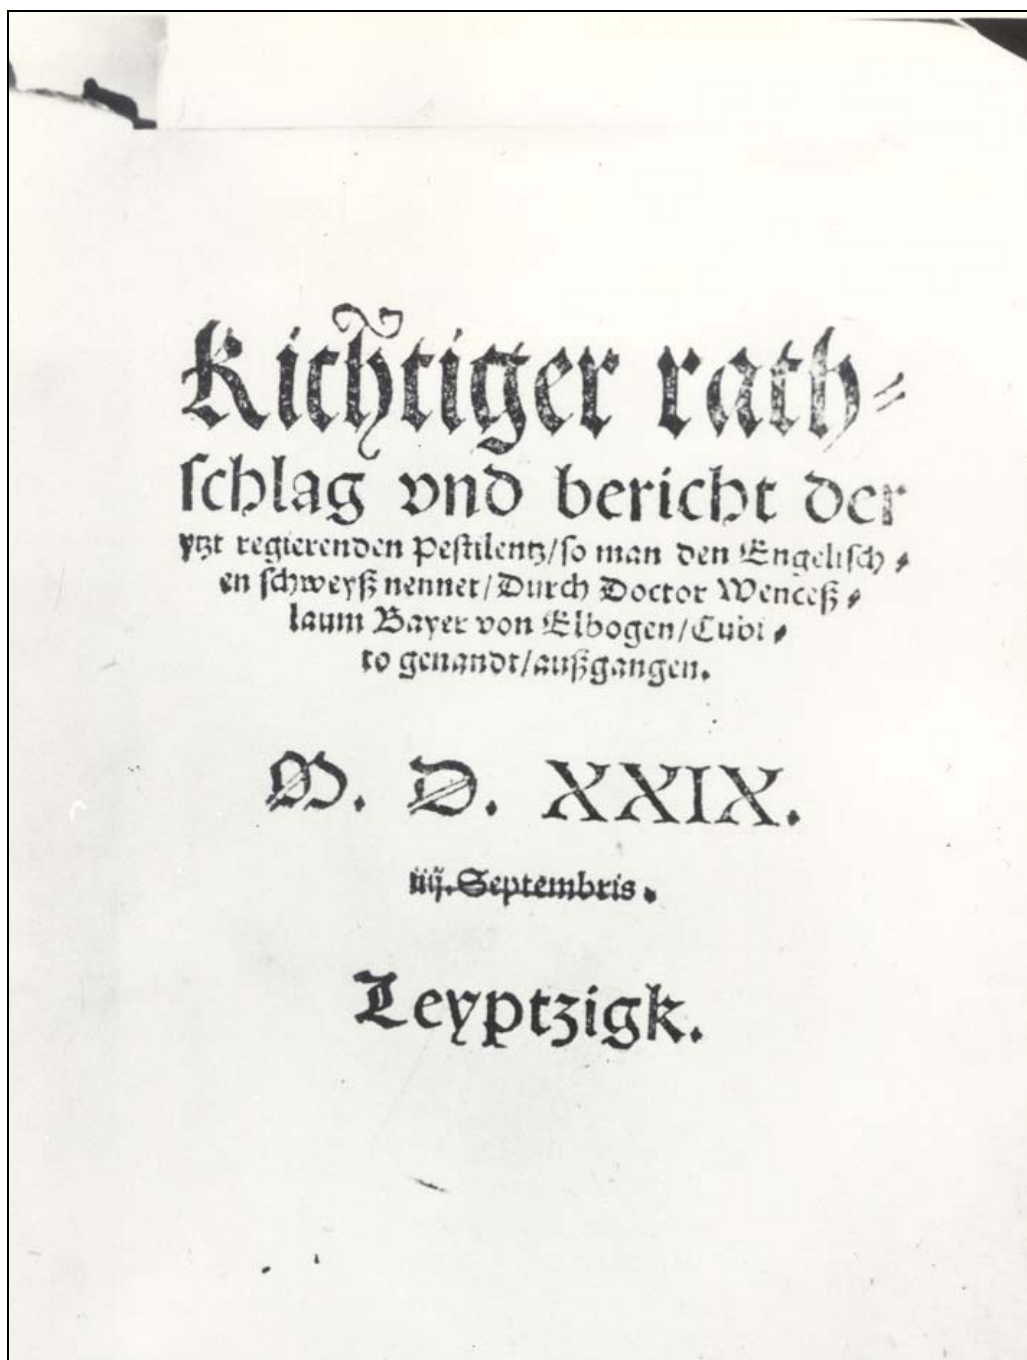 Richtiger rath⸗
ſchlag vnd bericht der
ytzt regierenden Peſtilentz/ſo man den Engeliſch⸗
en ſchweyß nennet/Durch Doctor Wenceß⸗
laum Bayer von Elbogen/Cubi⸗
to genandt/außgangen.
M. D. XXIX.
iiij. Septembris.
Leyptzigk.